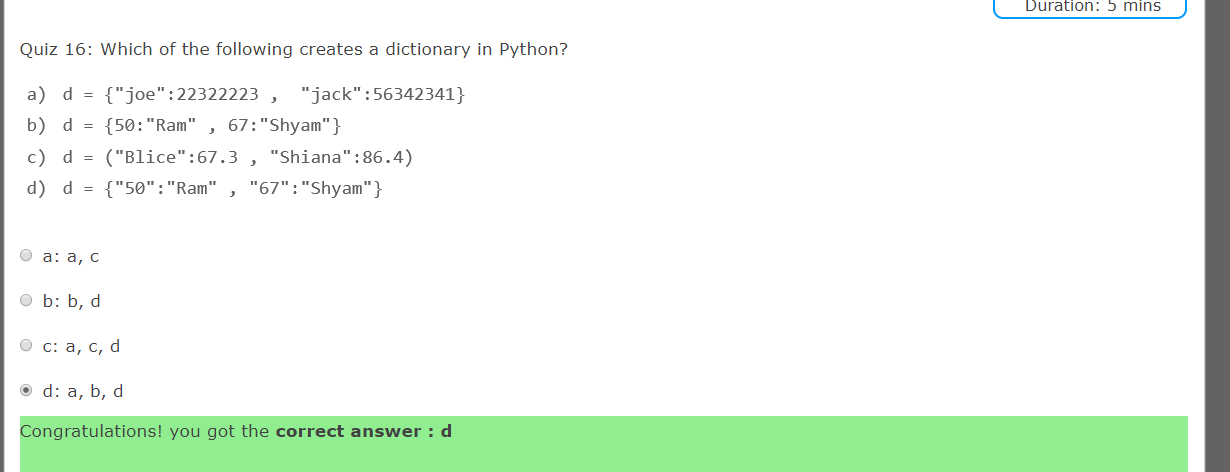 Duration: 5 mins
Quiz 16: Which of the following creates a dictionary in Python?
a) d = {"joe":22322223 , "jack":56342341}
b) d = {50:"Ram" , 67:"Shyam"}
c) d = ("Blice":67.3 , "Shiana":86.4)
d) d = {"50":"Ram" , "67":"Shyam"}
a: a, c
b: b, d
c: a, c, d
d: a, b, d
Congratulations! you got the correct answer : d